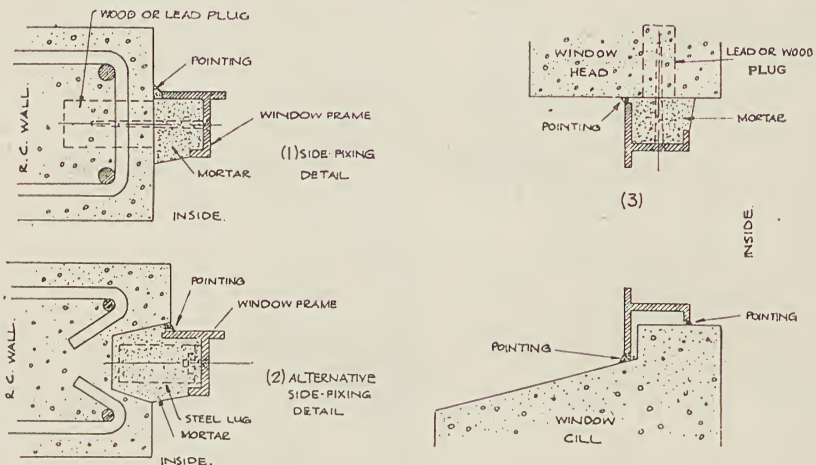 WOOD OR LEAD PLUG
POINTING
R.C. WALL.
WINDOW FRAME
(1) SIDE-FIXING
DETAIL
MORTAR
INSIDE.
POINTING
WINDOW FRAME
R.C. WALL.
(2) ALTERNATIVE
SIDE-FIXING
DETAIL
STEEL LUG
MORTAR
INSIDE.
WINDOW
HEAD
LEAD OR WOOD
PLUG
POINTING
MORTAR
(3)
INSIDE.
POINTING
POINTING
WINDOW
CILL